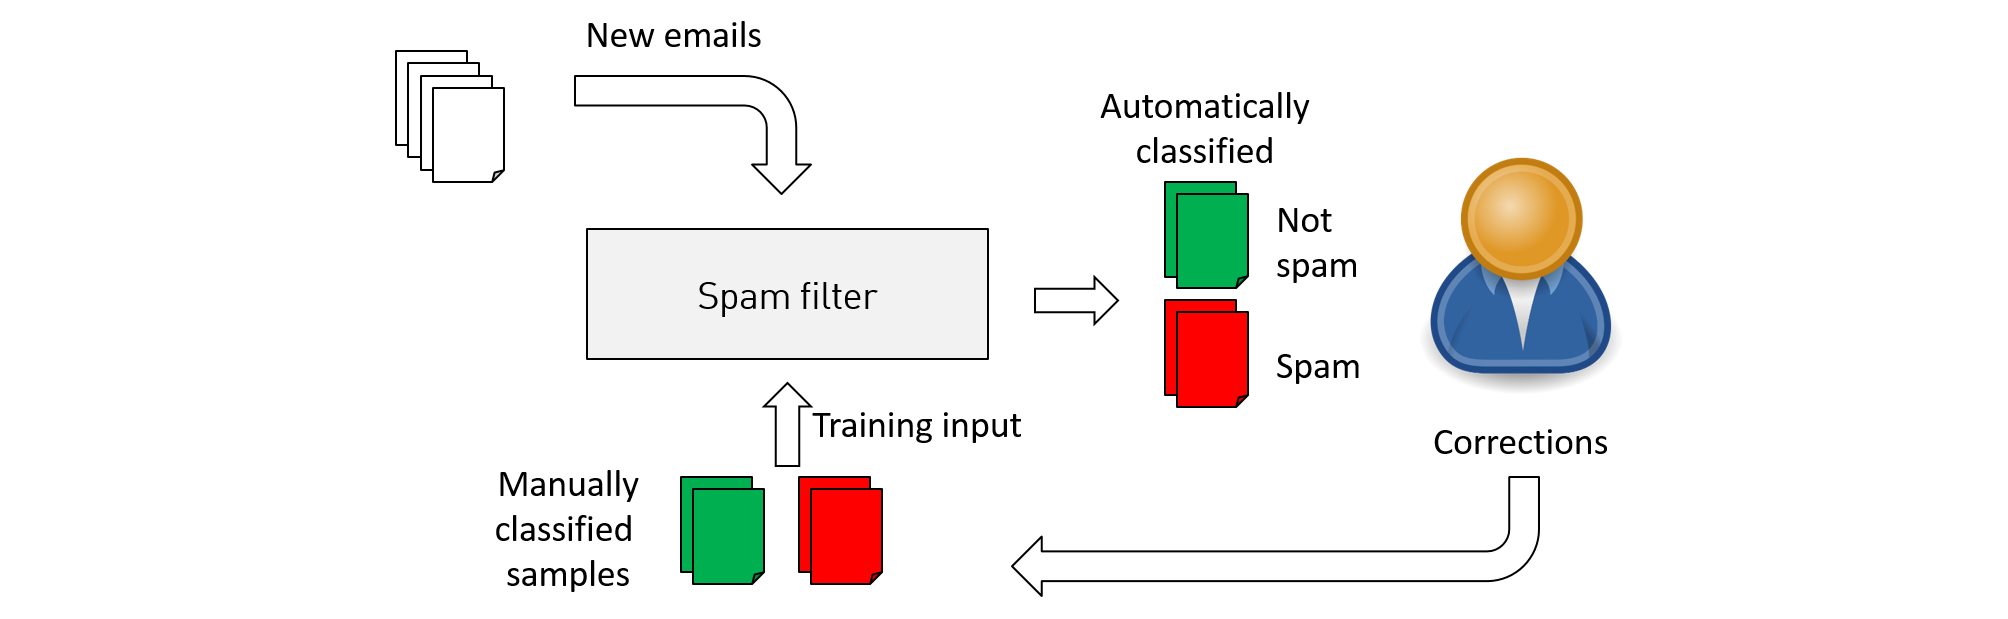 New emails
Automatically
classified
Not
spam
Spam filter
Spam
Training input
Corrections
Manually
classified
samples